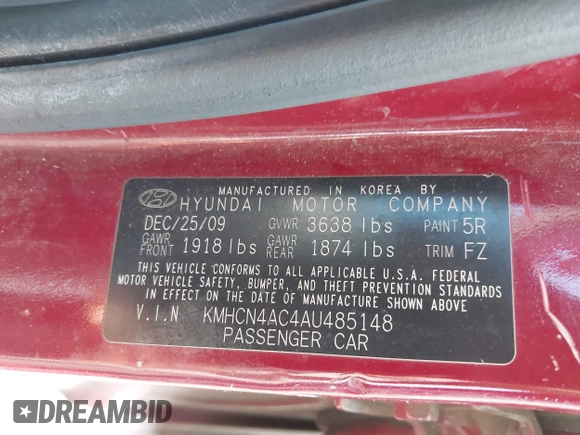 MANUFACTURED IN KOREA BY
HYUNDAI MOTOR COMPANY
DEC/25/09 GVWR 3638 lbs PAINT 5R
GAWR FRONT 1918 lbs GAWR REAR 1874 lbs TRIM FZ
THIS VEHICLE CONFORMS TO ALL APPLICABLE U.S.A. FEDERAL
MOTOR VEHICLE SAFETY, BUMPER, AND THEFT PREVENTION STANDARDS
IN EFFECT ON THE DATE OF MANUFACTURE SHOWN ABOVE
V.I.N KMHCN4AC4AU485148
PASSENGER CAR
DREAMBID